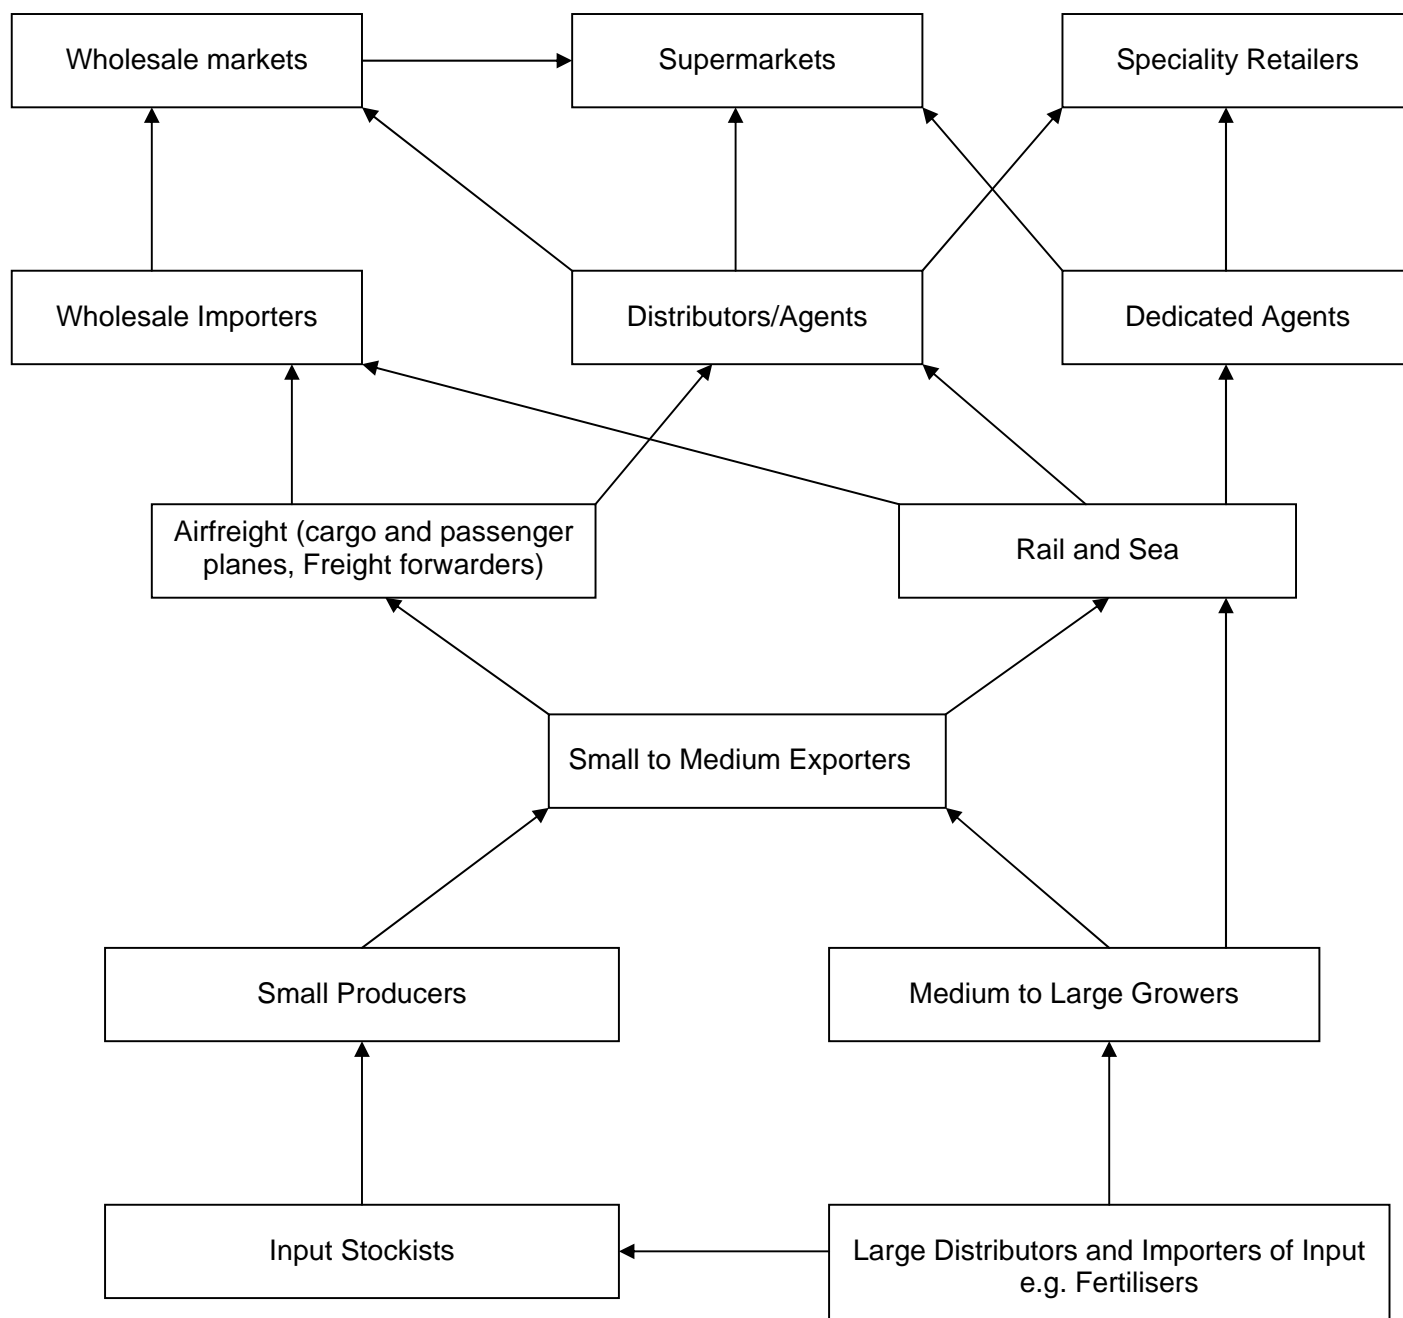 Wholesale markets
Supermarkets
Speciality Retailers
Wholesale Importers
Distributors/Agents
Dedicated Agents
Airfreight (cargo and passenger
planes, Freight forwarders)
Rail and Sea
Small to Medium Exporters
Small Producers
Medium to Large Growers
Input Stockists
Large Distributors and Importers of Input
e.g. Fertilisers